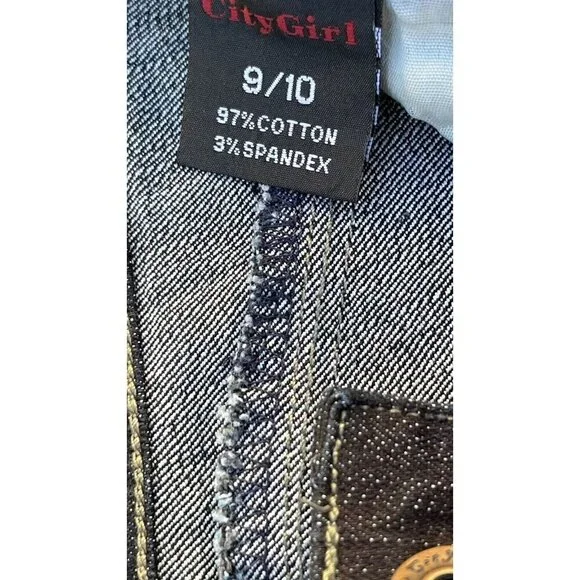 CityGirl
9/10
97%COTTON
3%SPANDEX